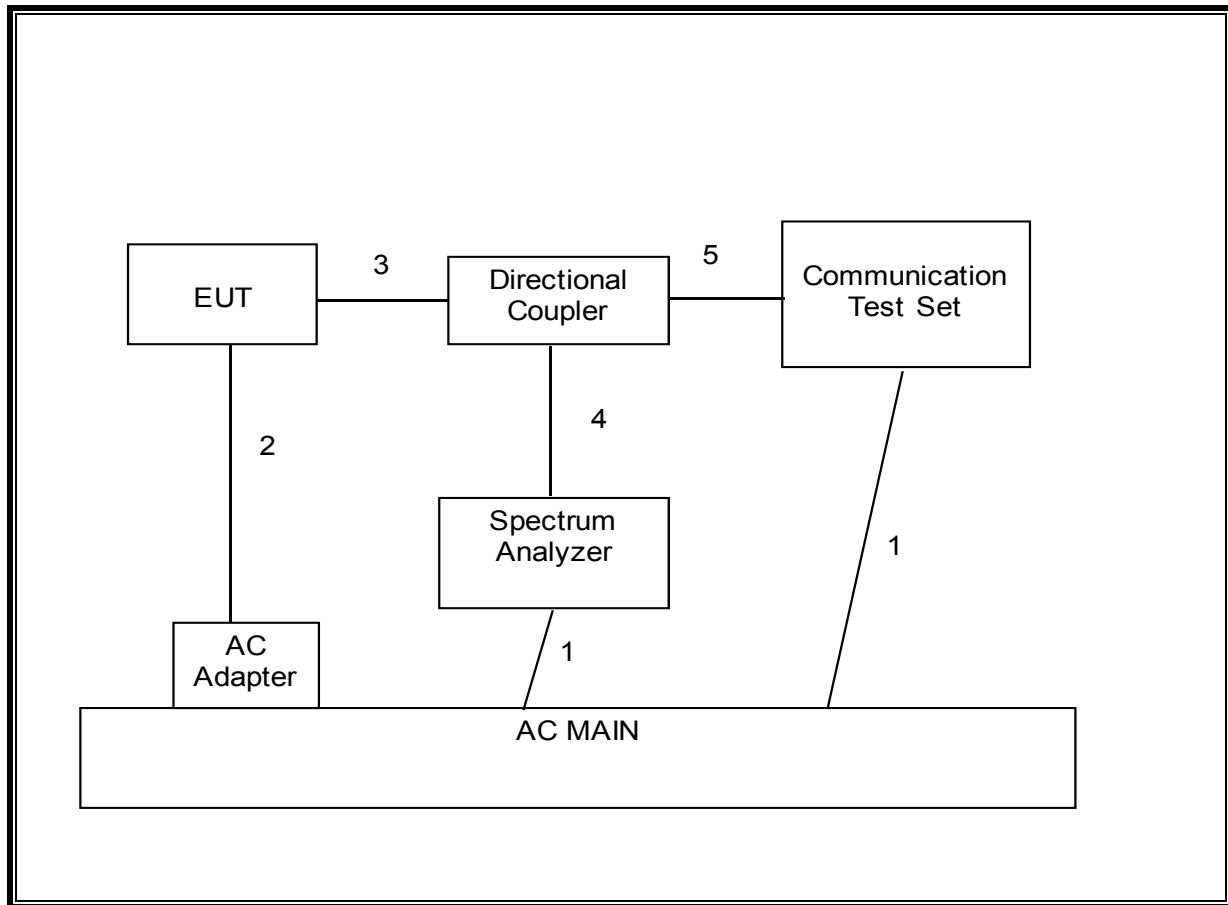 EUT
3
Directional
Coupler
5
Communication
Test Set
2
4
Spectrum
Analyzer
1
1
AC
Adapter
AC MAIN